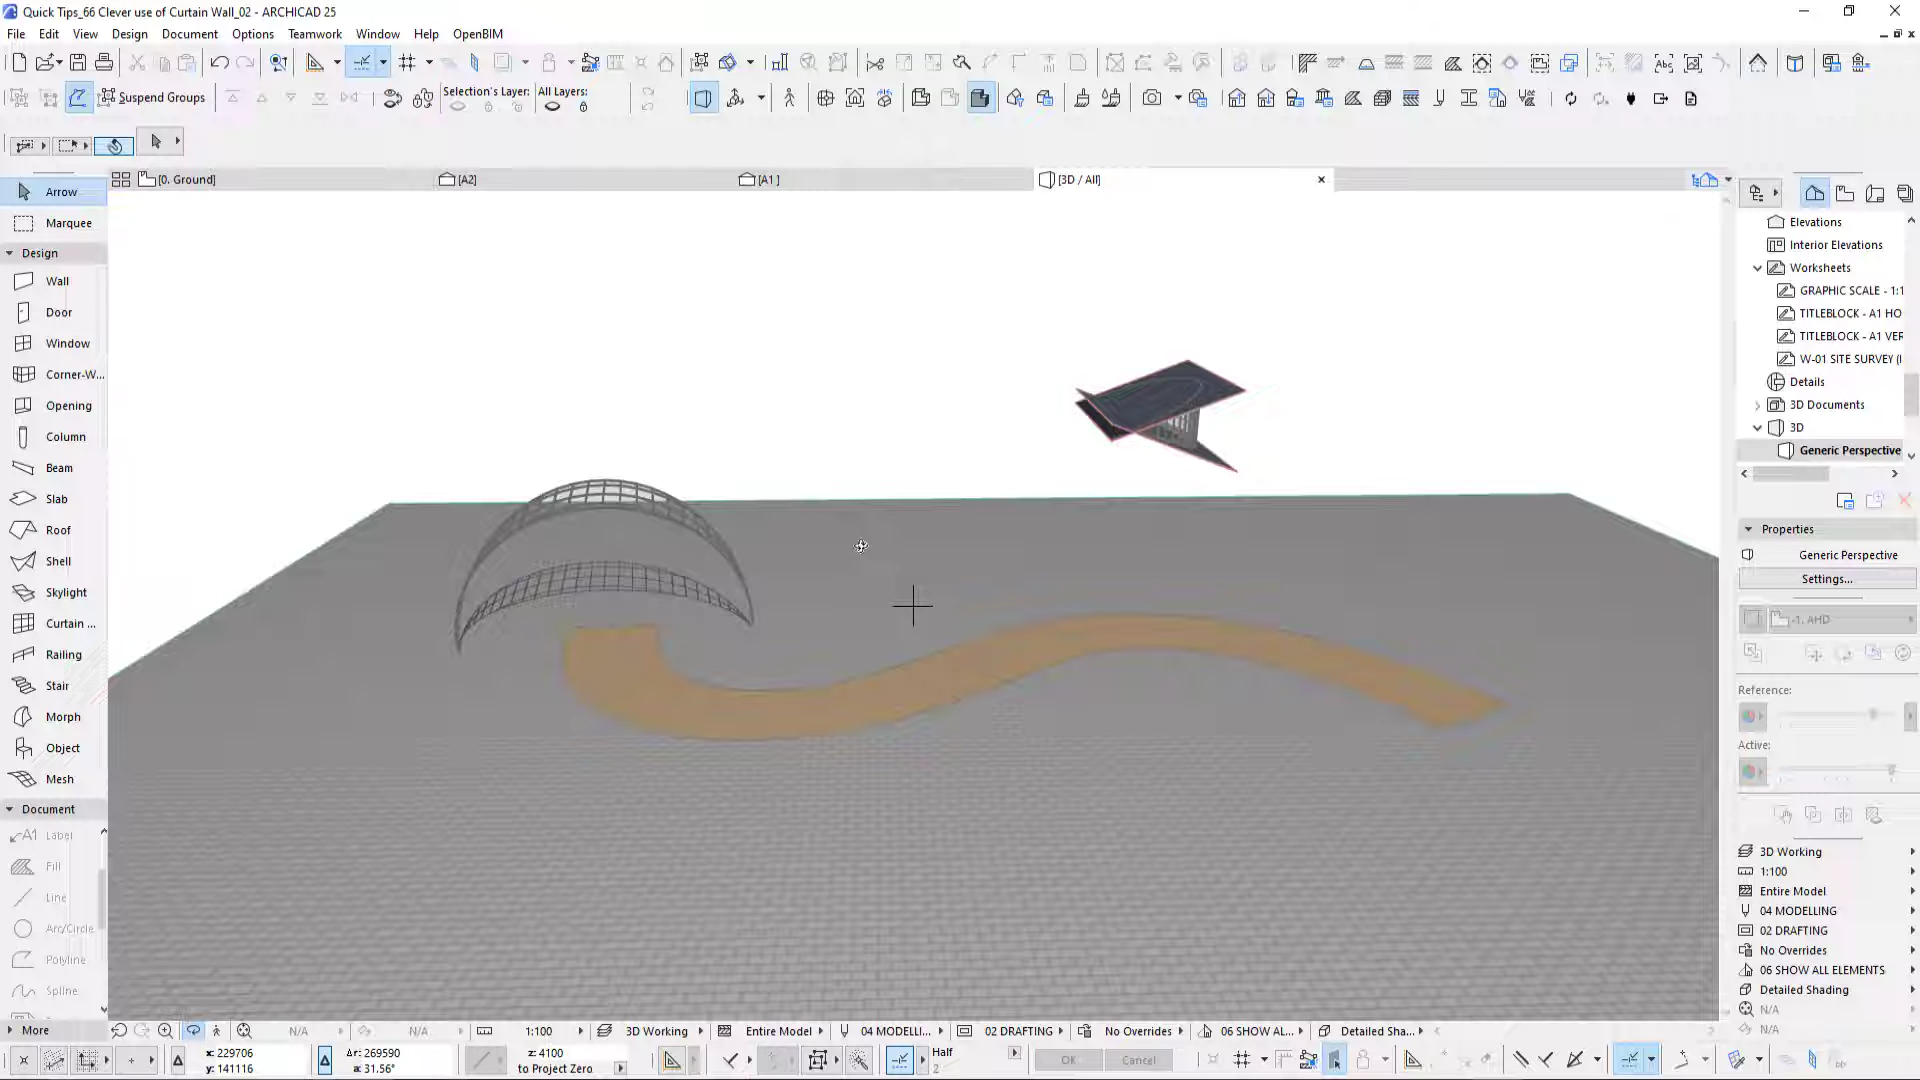 Quick Tips_66 Clever use of Curtain Wall_02 - ARCHICAD 25
File Edit View Design Document Options Teamwork Window Help OpenBIM
Suspend Groups
Selection's Layer: All Layers:
[0. Ground] [A2] [A1 ] [3D / All]
Arrow
Marquee
Design
Wall
Door
Window
Corner-W...
Opening
Column
Beam
Slab
Roof
Shell
Skylight
Curtain ...
Railing
Stair
Morph
Object
Mesh
Document
A1 Label
Fill
Line
Arc/Circle
Polyline
Spline
More
Elevations
Interior Elevations
Worksheets
GRAPHIC SCALE - 1:1
TITLEBLOCK - A1 HO
TITLEBLOCK - A1 VER
W-01 SITE SURVEY (I
Details
3D Documents
3D
Generic Perspective
Properties
Generic Perspective
Settings...
-1. AHD
Reference:
Active:
3D Working
1:100
Entire Model
04 MODELLING
02 DRAFTING
No Overrides
06 SHOW ALL ELEMENTS
Detailed Shading
N/A
N/A
N/A N/A 1:100 3D Working Entire Model 04 MODELLI... 02 DRAFTING No Overrides 06 SHOW AL... Detailed Sha...
x: 229706
y: 141116
Δr: 269590
a: 31.56°
z: 4100
to Project Zero
Half
2
OK Cancel
Abc